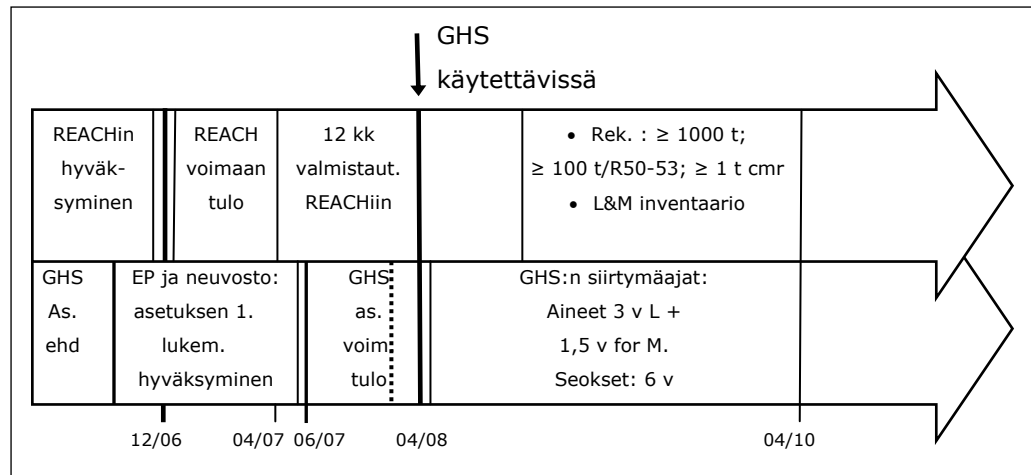 GHS
käytettävissä
REACHin
hyväk-
syminen
REACH
voimaan
tulo
12 kk
valmistaut.
REACHiin
• Rek. : ≥ 1000 t;
≥ 100 t/R50-53; ≥ 1 t cmr
• L&M inventaario
GHS
As.
ehd
EP ja neuvosto:
asetuksen 1.
lukem.
hyväksyminen
GHS
as.
voim.
tulo
GHS:n siirtymäajat:
Aineet 3 v L +
1,5 v for M.
Seokset: 6 v
12/06
04/07
06/07
04/08
04/10